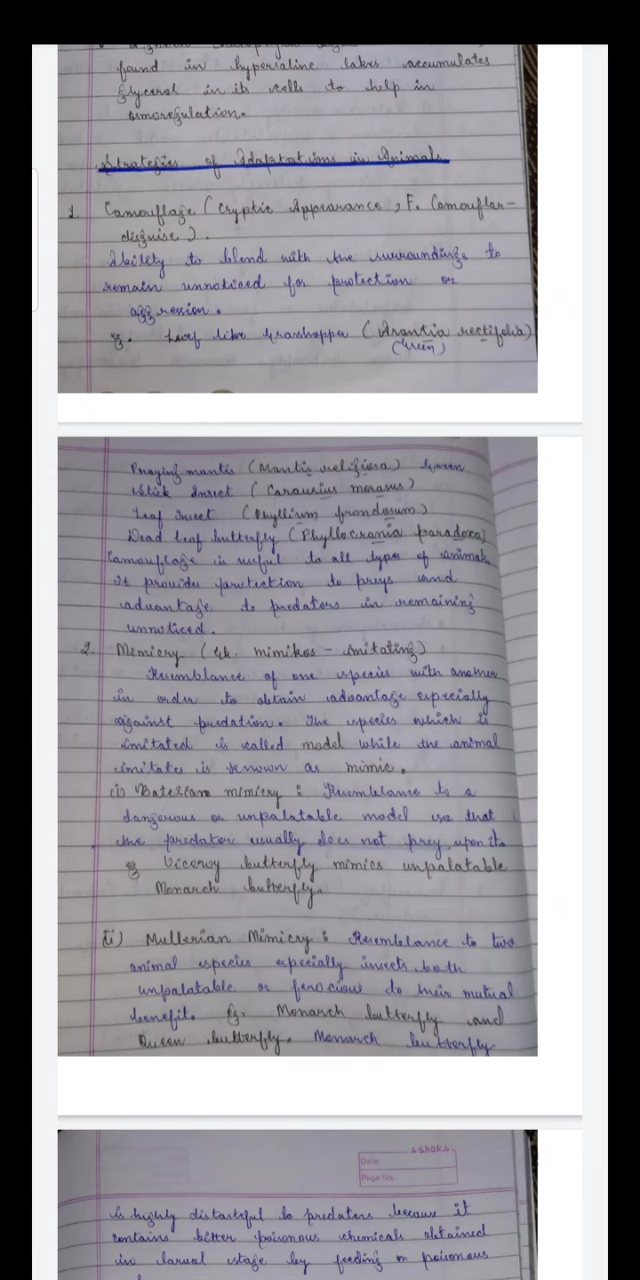 found in hypersaline lakes accumulates
glycerol in its cells to help in
osmoregulation.
Strategies of Adaptations in Animals
1. Camouflage (Cryptic Appearance, F. Camouflar-
disguise).
Ability to blend with the surroundings to
remain unnoticed for protection or
aggression.
eg. Leaf like Grasshopper (Arantia rectifolia)
(Green)
Praying mantis (Mantis religiosa) Green
Stick Insect (Carausius morosus)
Leaf Insect (Phyllium frondosum)
Dead leaf butterfly (Phyllocrania paradoxa)
Camouflage is useful to all types of animals
it provides protection to preys and
advantage to predators in remaining
unnoticed.
2. Mimicry (Gk. mimikos - imitating)
Resemblance of one species with another
in order to obtain advantage especially
against predation. The species which is
imitated is called model while the animal
imitates is known as mimic.
(i) Batesian mimicry : Resemblance to a
dangerous or unpalatable model so that
the predator usually does not prey upon it.
eg Viceroy butterfly mimics unpalatable
Monarch butterfly.
(ii) Mullerian Mimicry : Resemblance to two
animal species especially insects both
unpalatable or ferocious to their mutual
benefit. Eg. Monarch butterfly and
Queen butterfly. Monarch butterfly
ASHOKA
Date
Page No.
is highly distasteful to predators because it
contains bitter poisonous chemicals obtained
in larval stage by feeding on poisonous